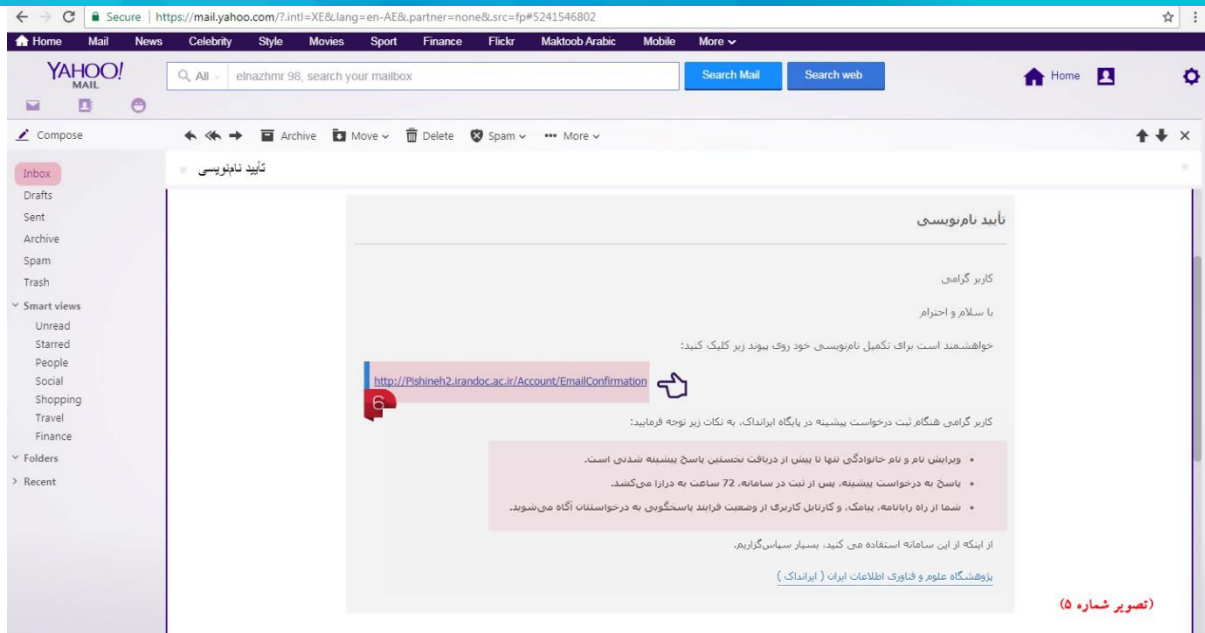 Secure | https://mail.yahoo.com/?.intl=XE&.lang=en-AE&.partner=none&.src=fp#5241546802
Home Mail News Celebrity Style Movies Sport Finance Flickr Maktoob Arabic Mobile More
YAHOO! MAIL
All elnazhmr 98, search your mailbox Search Mail Search web Home
Compose Archive Move Delete Spam More
تأیید نام‌نویسی
Inbox
Drafts
Sent
Archive
Spam
Trash
Smart views
Unread
Starred
People
Social
Shopping
Travel
Finance
Folders
Recent
تأیید نام‌نویسی
کاربر گرامی
با سلام و احترام
خواهشمند است برای تکمیل نام‌نویسی خود روی پیوند زیر کلیک کنید:
http://Pishineh2.irandoc.ac.ir/Account/EmailConfirmation
6
کاربر گرامی هنگام ثبت درخواست پیشینه در پایگاه ایرانداک، به نکات زیر توجه فرمایید:
• ویرایش نام و نام خانوادگی تنها تا پیش از دریافت نخستین پاسخ پیشینه شدنی است.
• پاسخ به درخواست پیشینه، پس از ثبت در سامانه، 72 ساعت به درازا می‌کشد.
• شما از راه رایانامه، پیامک، و کارتابل کاربری از وضعیت فرایند پاسخگویی به درخواستتان آگاه می‌شوید.
از اینکه از این سامانه استفاده می کنید، بسیار سپاس‌گزاریم.
پژوهشگاه علوم و فناوری اطلاعات ایران ( ایرانداک )
(تصویر شماره ۵)